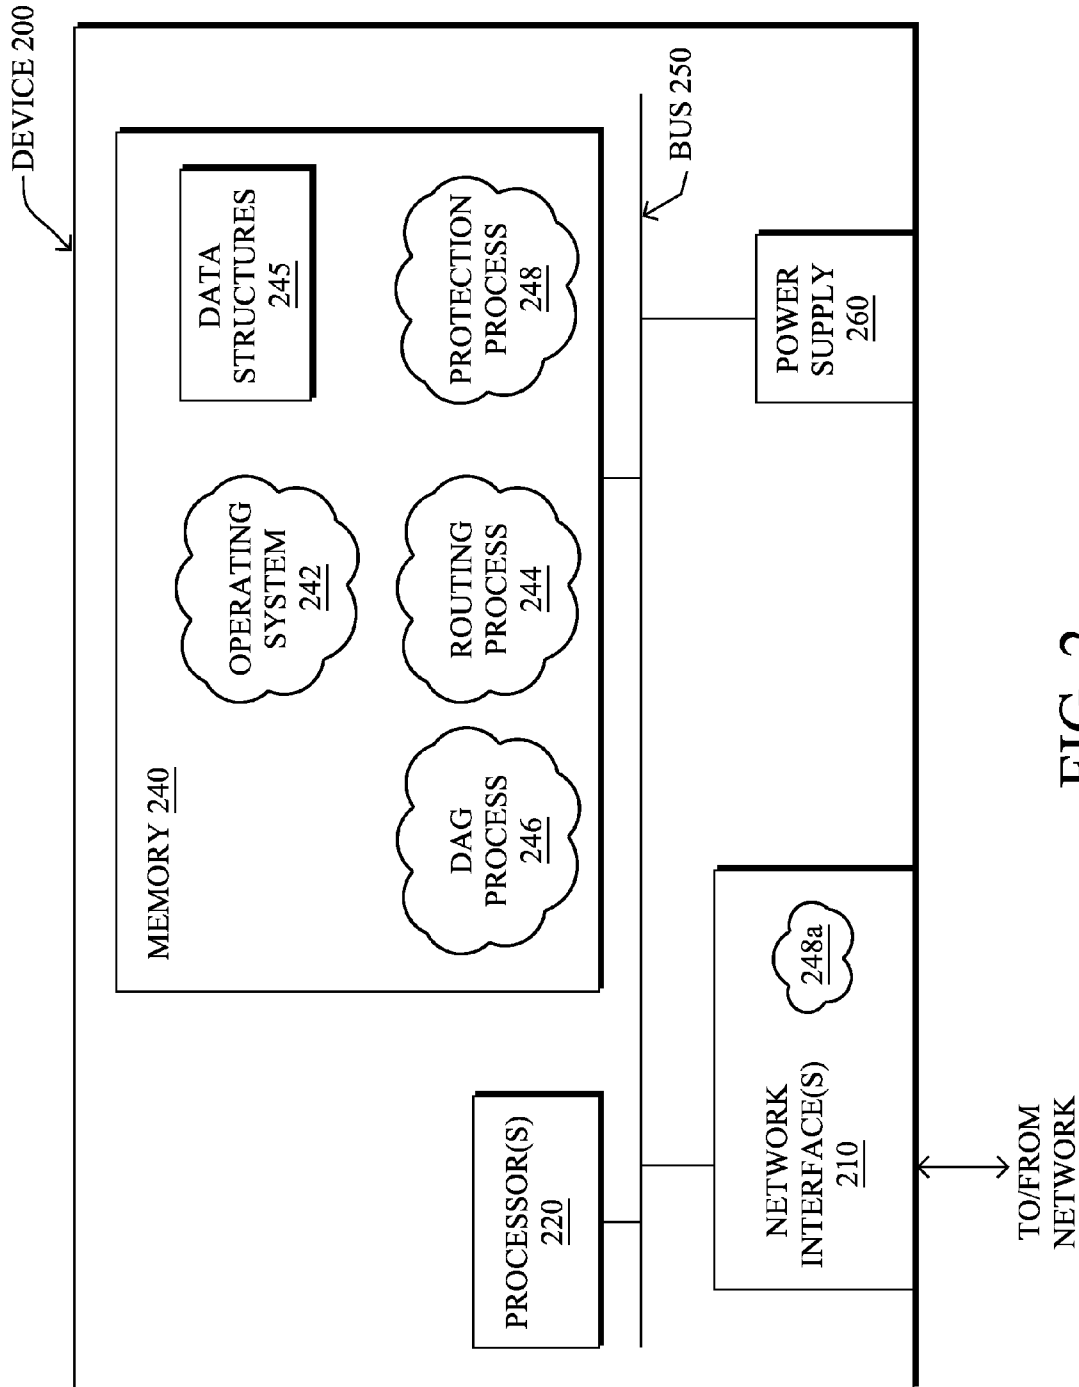 DEVICE 200
MEMORY 240
OPERATING
SYSTEM
242
DATA
STRUCTURES
245
DAG
PROCESS
246
ROUTING
PROCESS
244
PROTECTION
PROCESS
248
PROCESSOR(S)
220
BUS 250
NETWORK
INTERFACE(S)
210
248a
POWER
SUPPLY
260
TO/FROM
NETWORK